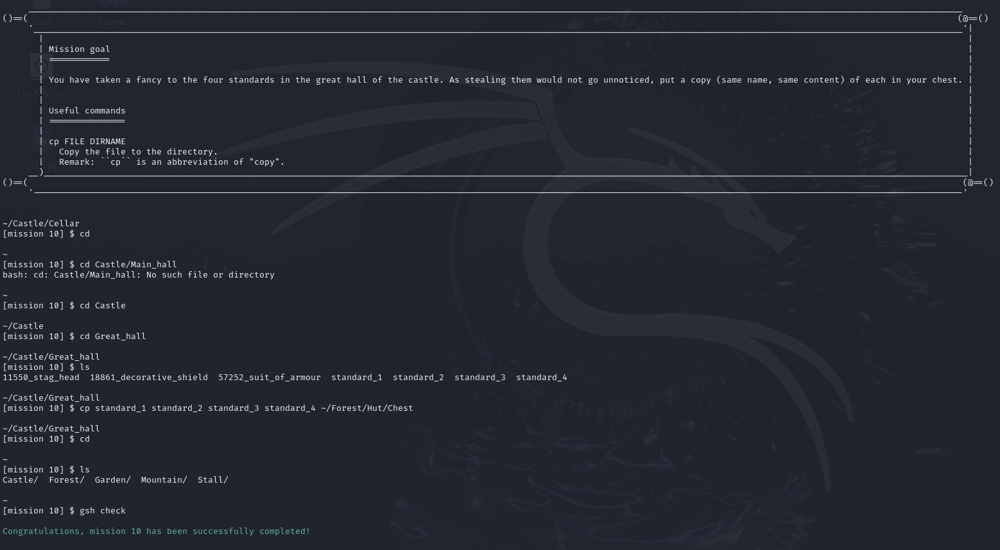 Trash
Home
()==( (@==()
Mission goal
============
You have taken a fancy to the four standards in the great hall of the castle. As stealing them would not go unnoticed, put a copy (same name, same content) of each in your chest.
File System
Useful commands
===============
cp FILE DIRNAME
Copy the file to the directory.
Remark: ``cp`` is an abbreviation of "copy".
()==( (@==()
~/Castle/Cellar
[mission 10] $ cd
~
[mission 10] $ cd Castle/Main_hall
bash: cd: Castle/Main_hall: No such file or directory
~
[mission 10] $ cd Castle
~/Castle
[mission 10] $ cd Great_hall
~/Castle/Great_hall
[mission 10] $ ls
11550_stag_head  18861_decorative_shield  57252_suit_of_armour  standard_1  standard_2  standard_3  standard_4
~/Castle/Great_hall
[mission 10] $ cp standard_1 standard_2 standard_3 standard_4 ~/Forest/Hut/Chest
~/Castle/Great_hall
[mission 10] $ cd
~
[mission 10] $ ls
Castle/  Forest/  Garden/  Mountain/  Stall/
~
[mission 10] $ gsh check
Congratulations, mission 10 has been successfully completed!